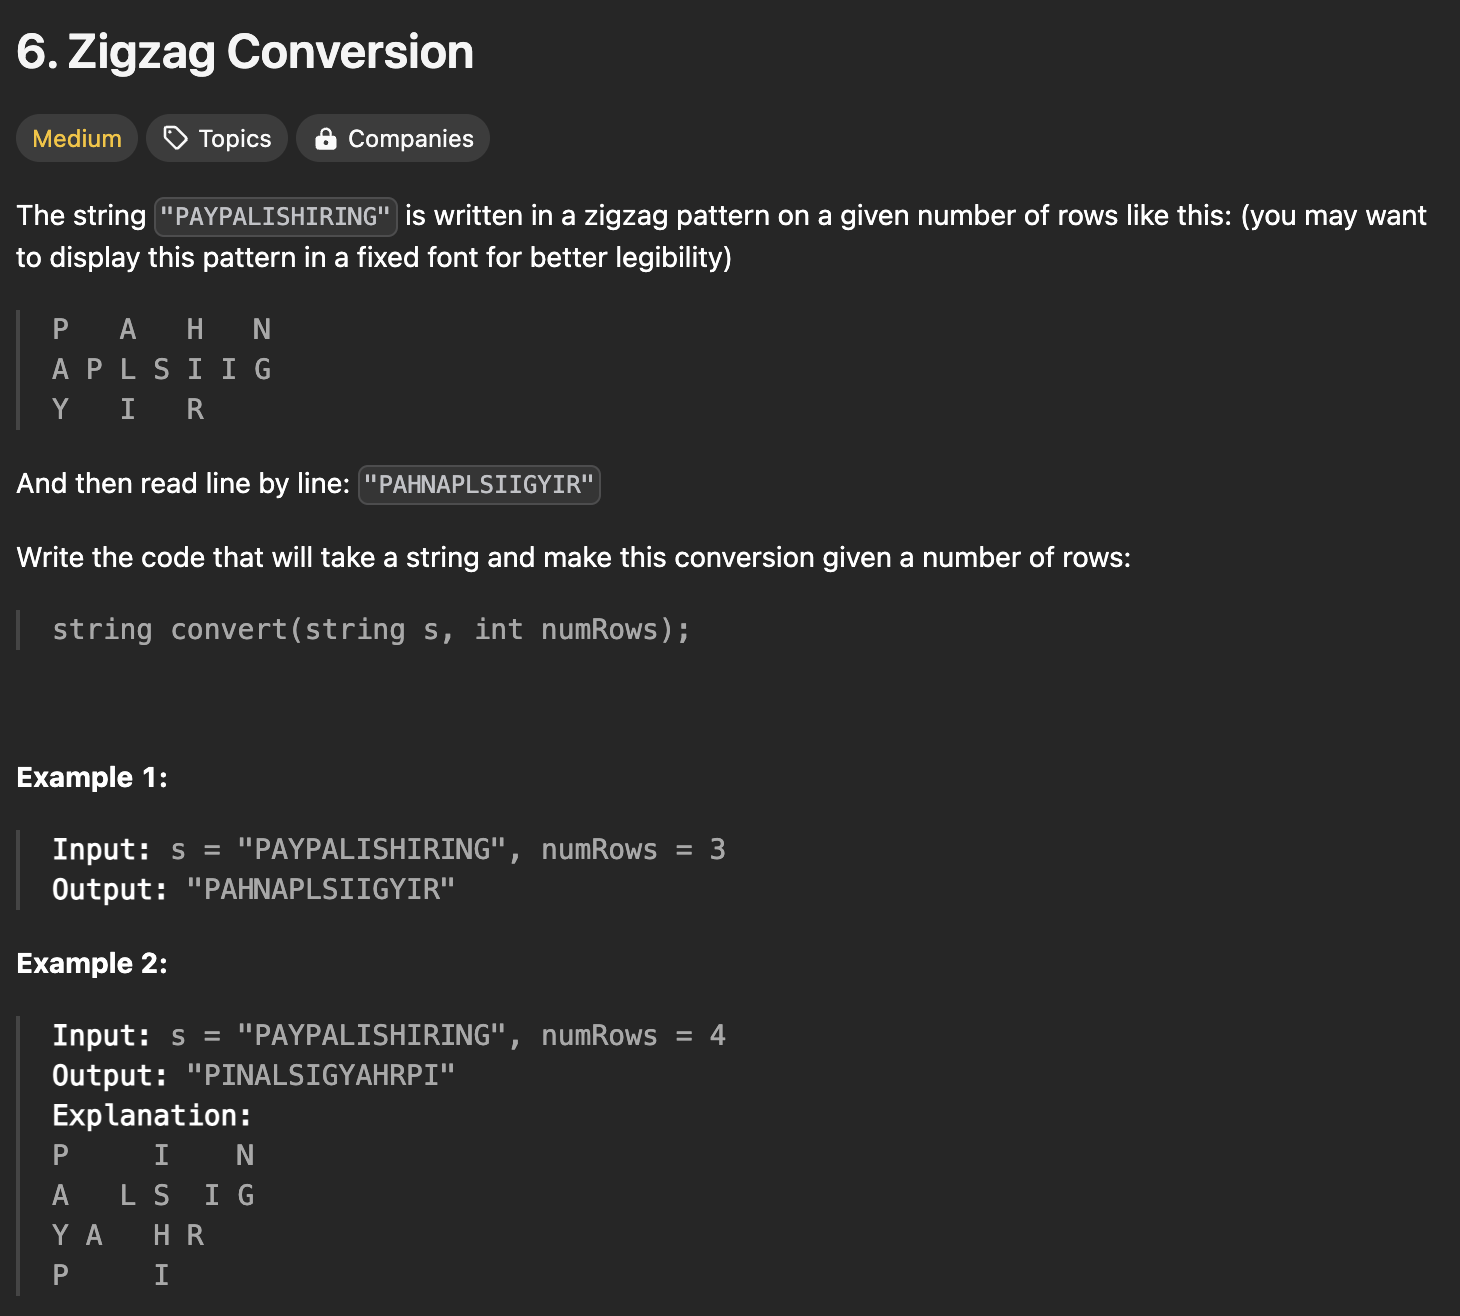 6. Zigzag Conversion
Medium Topics Companies
The string "PAYPALISHIRING" is written in a zigzag pattern on a given number of rows like this: (you may want
to display this pattern in a fixed font for better legibility)
P   A   H   N
A P L S I I G
Y   I   R
And then read line by line: "PAHNAPLSIIGYIR"
Write the code that will take a string and make this conversion given a number of rows:
string convert(string s, int numRows);
Example 1:
Input: s = "PAYPALISHIRING", numRows = 3
Output: "PAHNAPLSIIGYIR"
Example 2:
Input: s = "PAYPALISHIRING", numRows = 4
Output: "PINALSIGYAHRPI"
Explanation:
P     I    N
A   L S  I G
Y A   H R
P     I